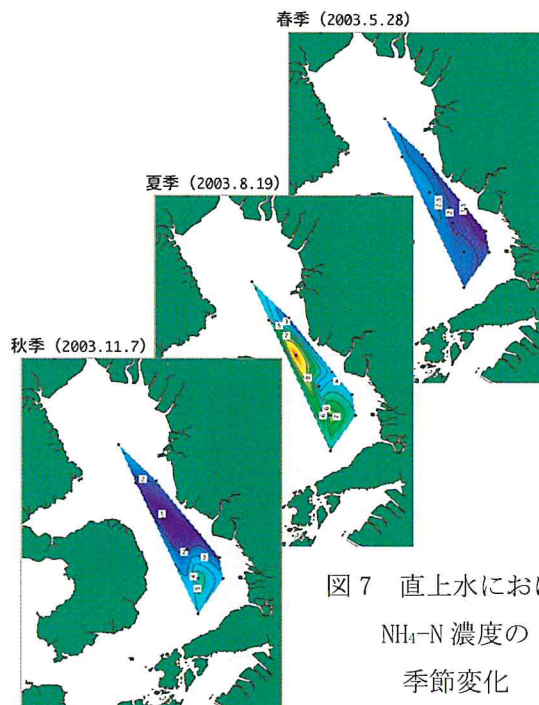 春季 (2003.5.28)
夏季 (2003.8.19)
秋季 (2003.11.7)
図 7 直上水におけ
NH₄-N 濃度の
季節変化